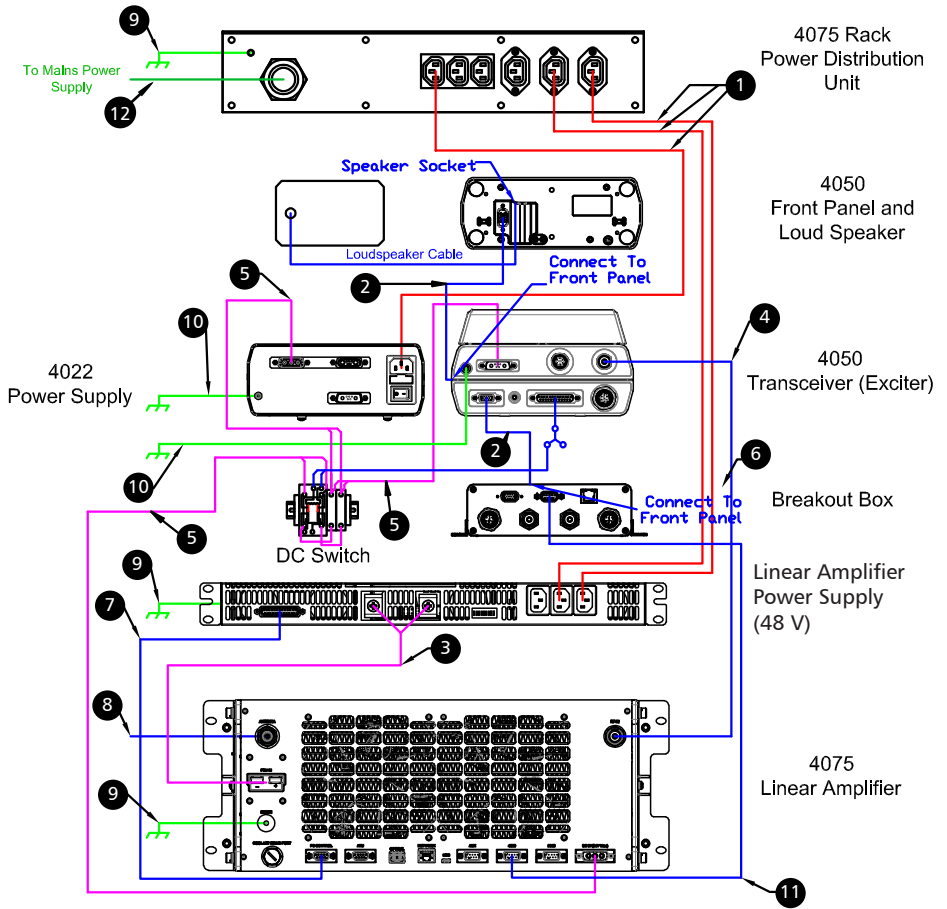 9
To Mains Power
Supply
12
4075 Rack
Power Distribution
Unit
1
Speaker Socket
4050
Front Panel and
Loud Speaker
Loudspeaker Cable
5
2
Connect To
Front Panel
10
4
4022
Power Supply
4050
Transceiver (Exciter)
2
10
6
5
5
Connect To
Front Panel
Breakout Box
DC Switch
9
Linear Amplifier
Power Supply
(48 V)
7
3
8
4075
Linear Amplifier
9
11